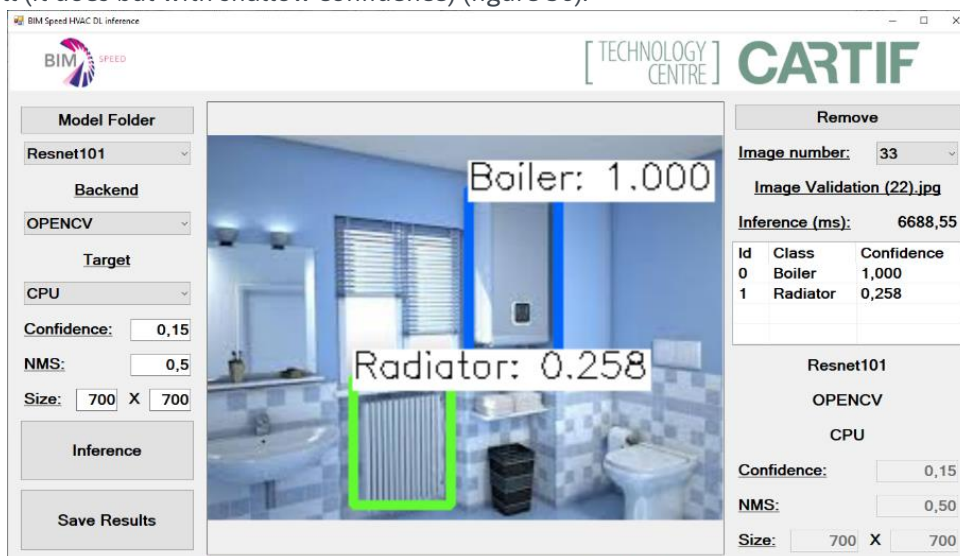 BIM Speed HVAC DL inference
BIM SPEED
[TECHNOLOGY CENTRE]
CARTIF
Model Folder
Resnet101
Backend
OPENCV
Target
CPU
Confidence: 0,15
NMS: 0,5
Size: 700 X 700
Inference
Save Results
Boiler: 1.000
Radiator: 0.258
Remove
Image number: 33
Image Validation (22).jpg
Inference (ms): 6688,55
Id Class Confidence
0 Boiler 1,000
1 Radiator 0,258
Resnet101
OPENCV
CPU
Confidence: 0,15
NMS: 0,50
Size: 700 X 700